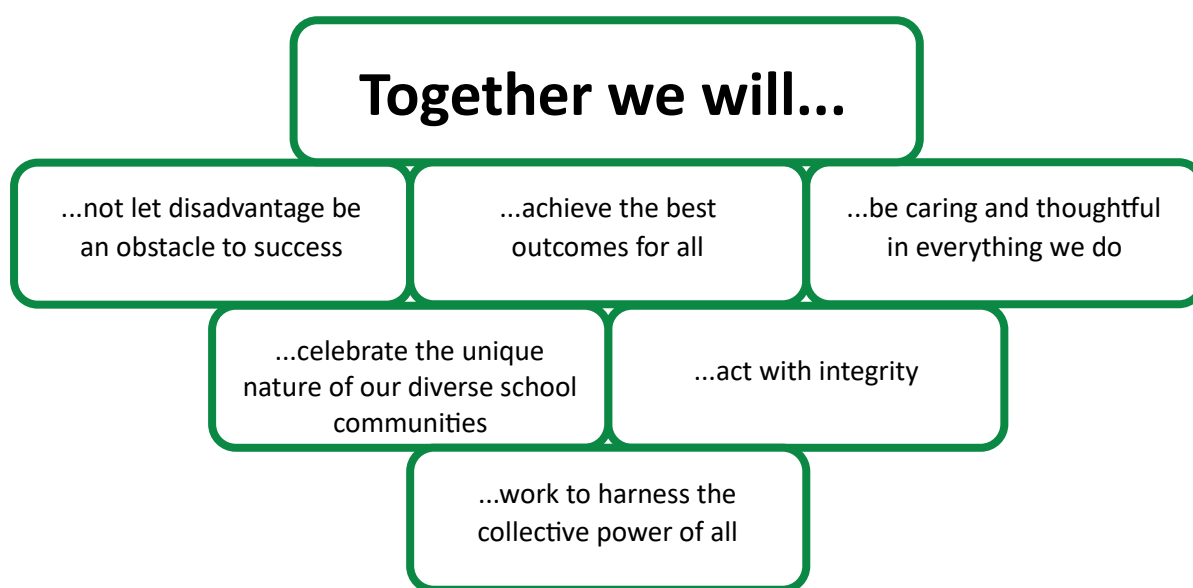 Together we will...
...not let disadvantage be
an obstacle to success
...achieve the best
outcomes for all
...be caring and thoughtful
in everything we do
...celebrate the unique
nature of our diverse school
communities
...act with integrity
...work to harness the
collective power of all